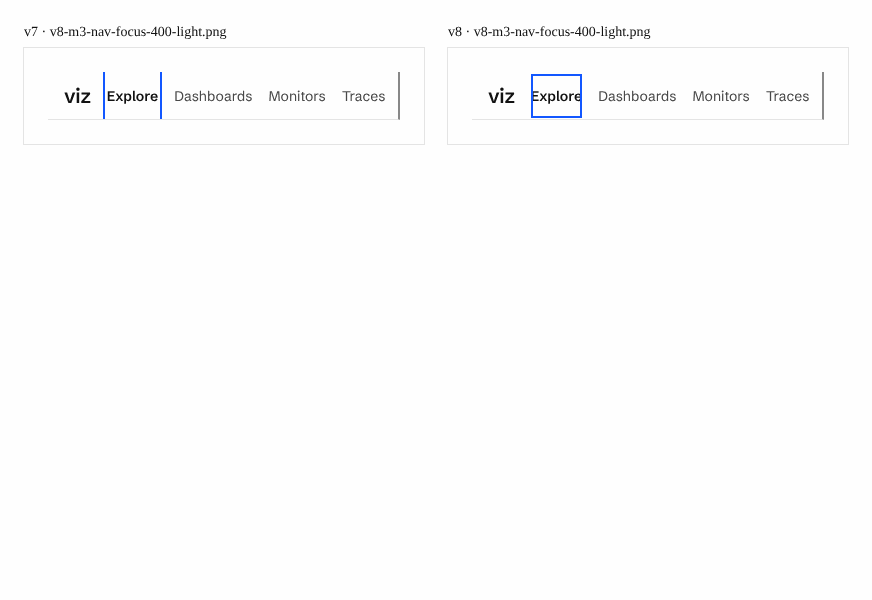 v7 · v8-m3-nav-focus-400-light.png
viz Explore Dashboards Monitors Traces
v8 · v8-m3-nav-focus-400-light.png
viz Explore Dashboards Monitors Traces